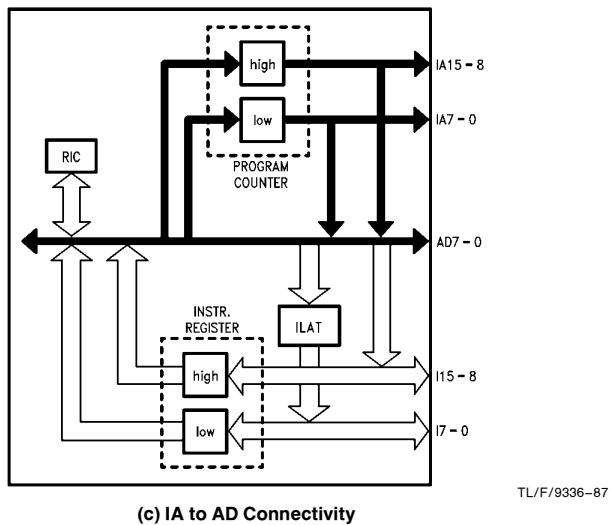 high
IA15-8
low
IA7-0
RIC
PROGRAM
COUNTER
AD7-0
INSTR.
REGISTER
ILAT
high
I15-8
low
I7-0
TL/F/9336-87
(c) IA to AD Connectivity